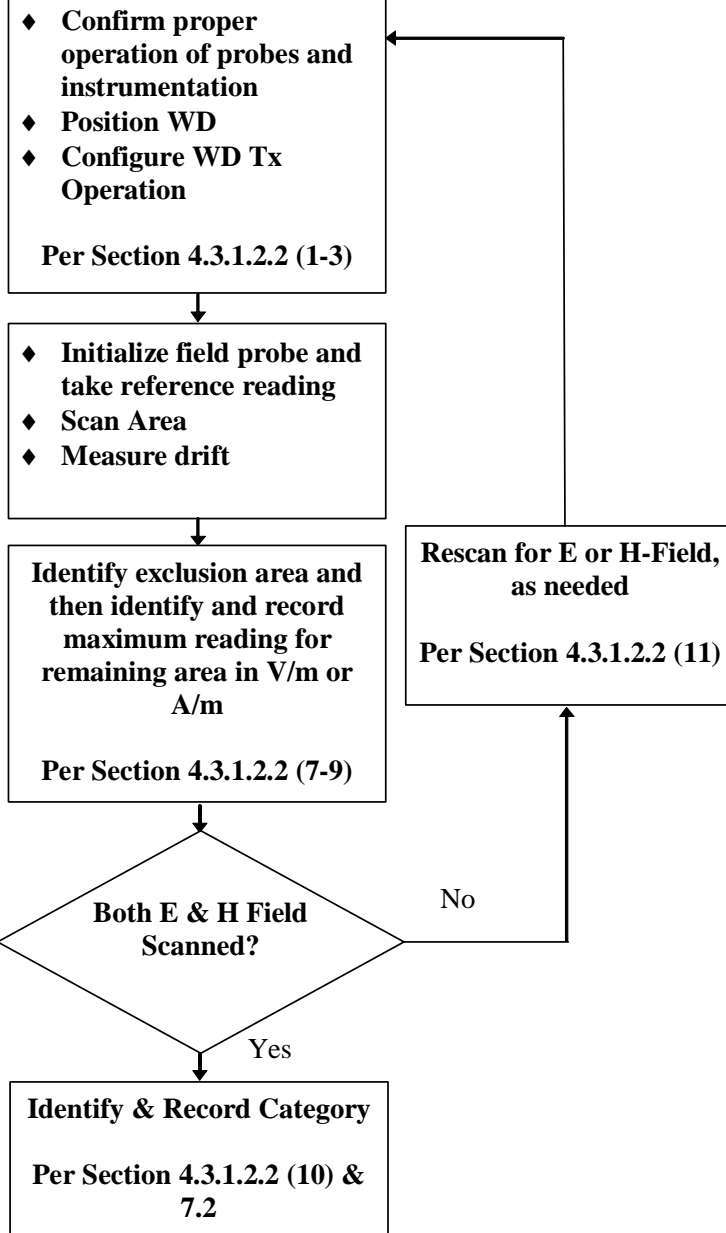 ♦ Confirm proper
operation of probes and
instrumentation
♦ Position WD
♦ Configure WD Tx
Operation
Per Section 4.3.1.2.2 (1-3)
♦ Initialize field probe and
take reference reading
♦ Scan Area
♦ Measure drift
Identify exclusion area and
then identify and record
maximum reading for
remaining area in V/m or
A/m
Per Section 4.3.1.2.2 (7-9)
Rescan for E or H-Field,
as needed
Per Section 4.3.1.2.2 (11)
Both E & H Field
Scanned?
No
Yes
Identify & Record Category
Per Section 4.3.1.2.2 (10) &
7.2